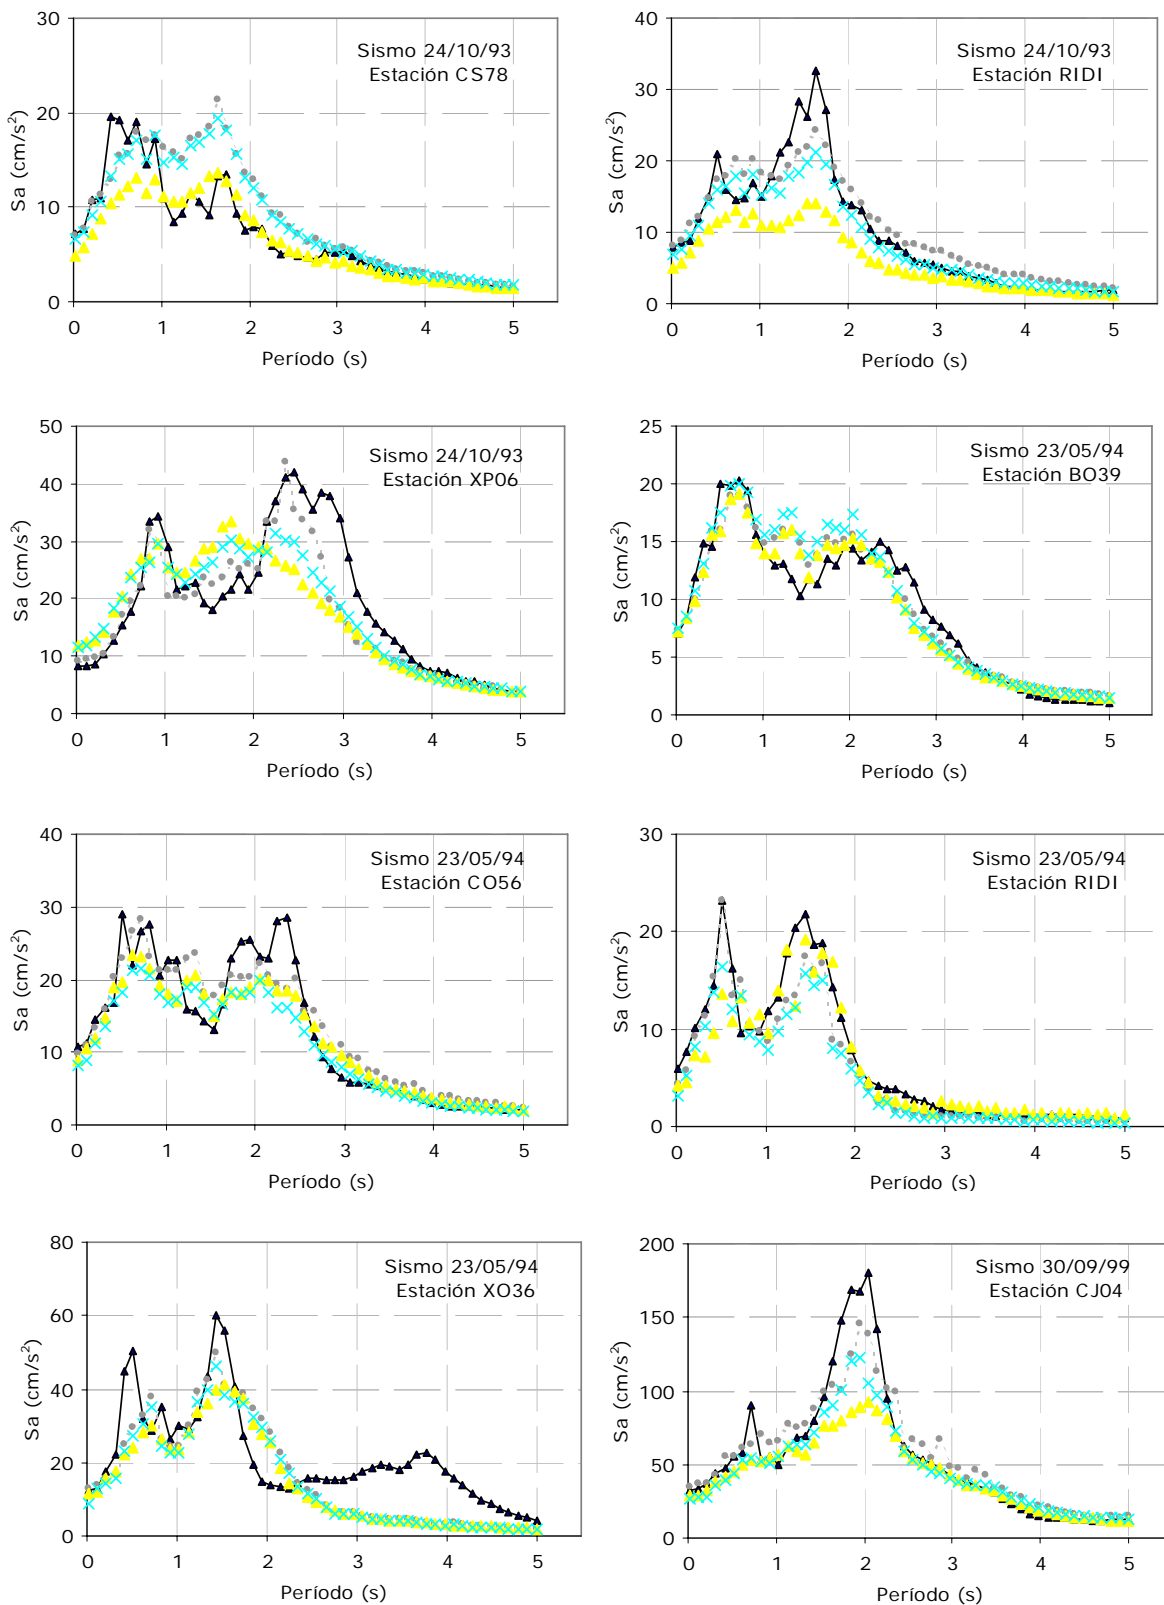 30
20
10
0
Sa (cm/s²)
Sismo 24/10/93
Estación CS78
0 1 2 3 4 5
Período (s)
40
30
20
10
0
Sa (cm/s²)
Sismo 24/10/93
Estación RIDI
0 1 2 3 4 5
Período (s)
50
40
30
20
10
0
Sa (cm/s²)
Sismo 24/10/93
Estación XP06
0 1 2 3 4 5
Período (s)
25
20
15
10
5
0
Sa (cm/s²)
Sismo 23/05/94
Estación BO39
0 1 2 3 4 5
Período (s)
40
30
20
10
0
Sa (cm/s²)
Sismo 23/05/94
Estación CO56
0 1 2 3 4 5
Período (s)
30
20
10
0
Sa (cm/s²)
Sismo 23/05/94
Estación RIDI
0 1 2 3 4 5
Período (s)
80
60
40
20
0
Sa (cm/s²)
Sismo 23/05/94
Estación XO36
0 1 2 3 4 5
Período (s)
200
150
100
50
0
Sa (cm/s²)
Sismo 30/09/99
Estación CJ04
0 1 2 3 4 5
Período (s)